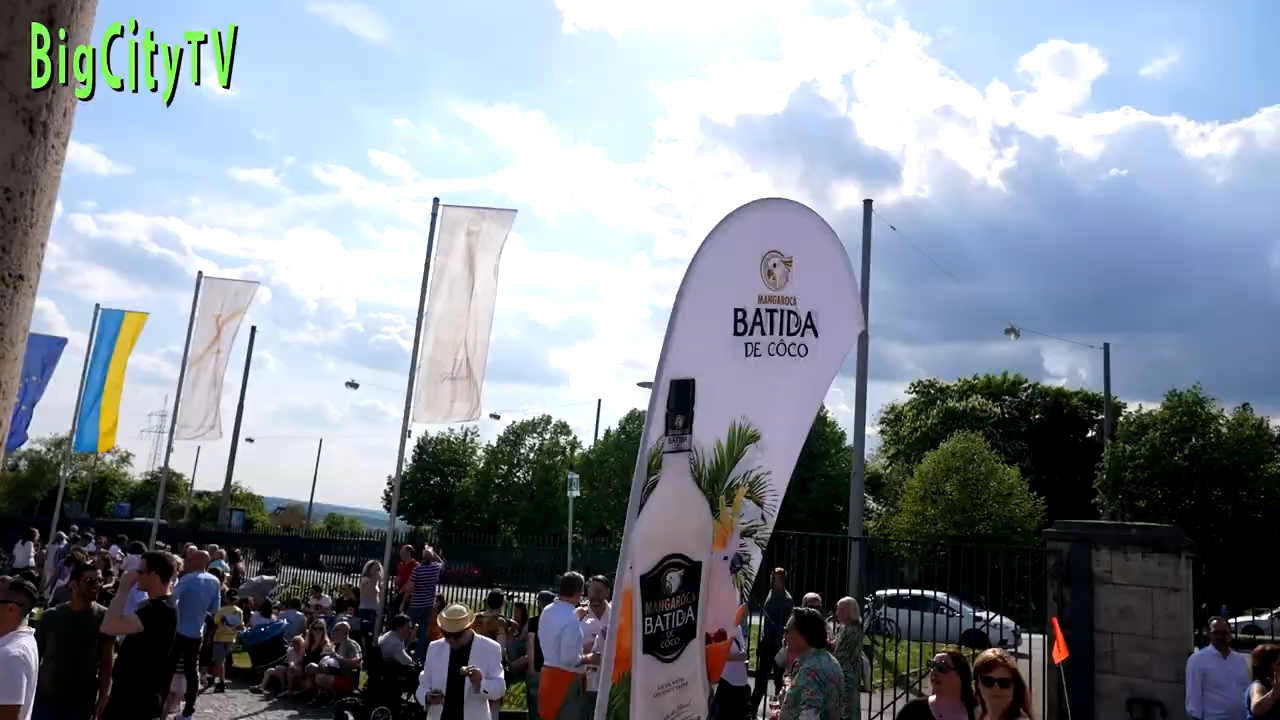 BigCityTV
MANGAROCA
BATIDA
DE CÔCO
BATIDA
MANGAROCA
BATIDA
DE
CÔCO